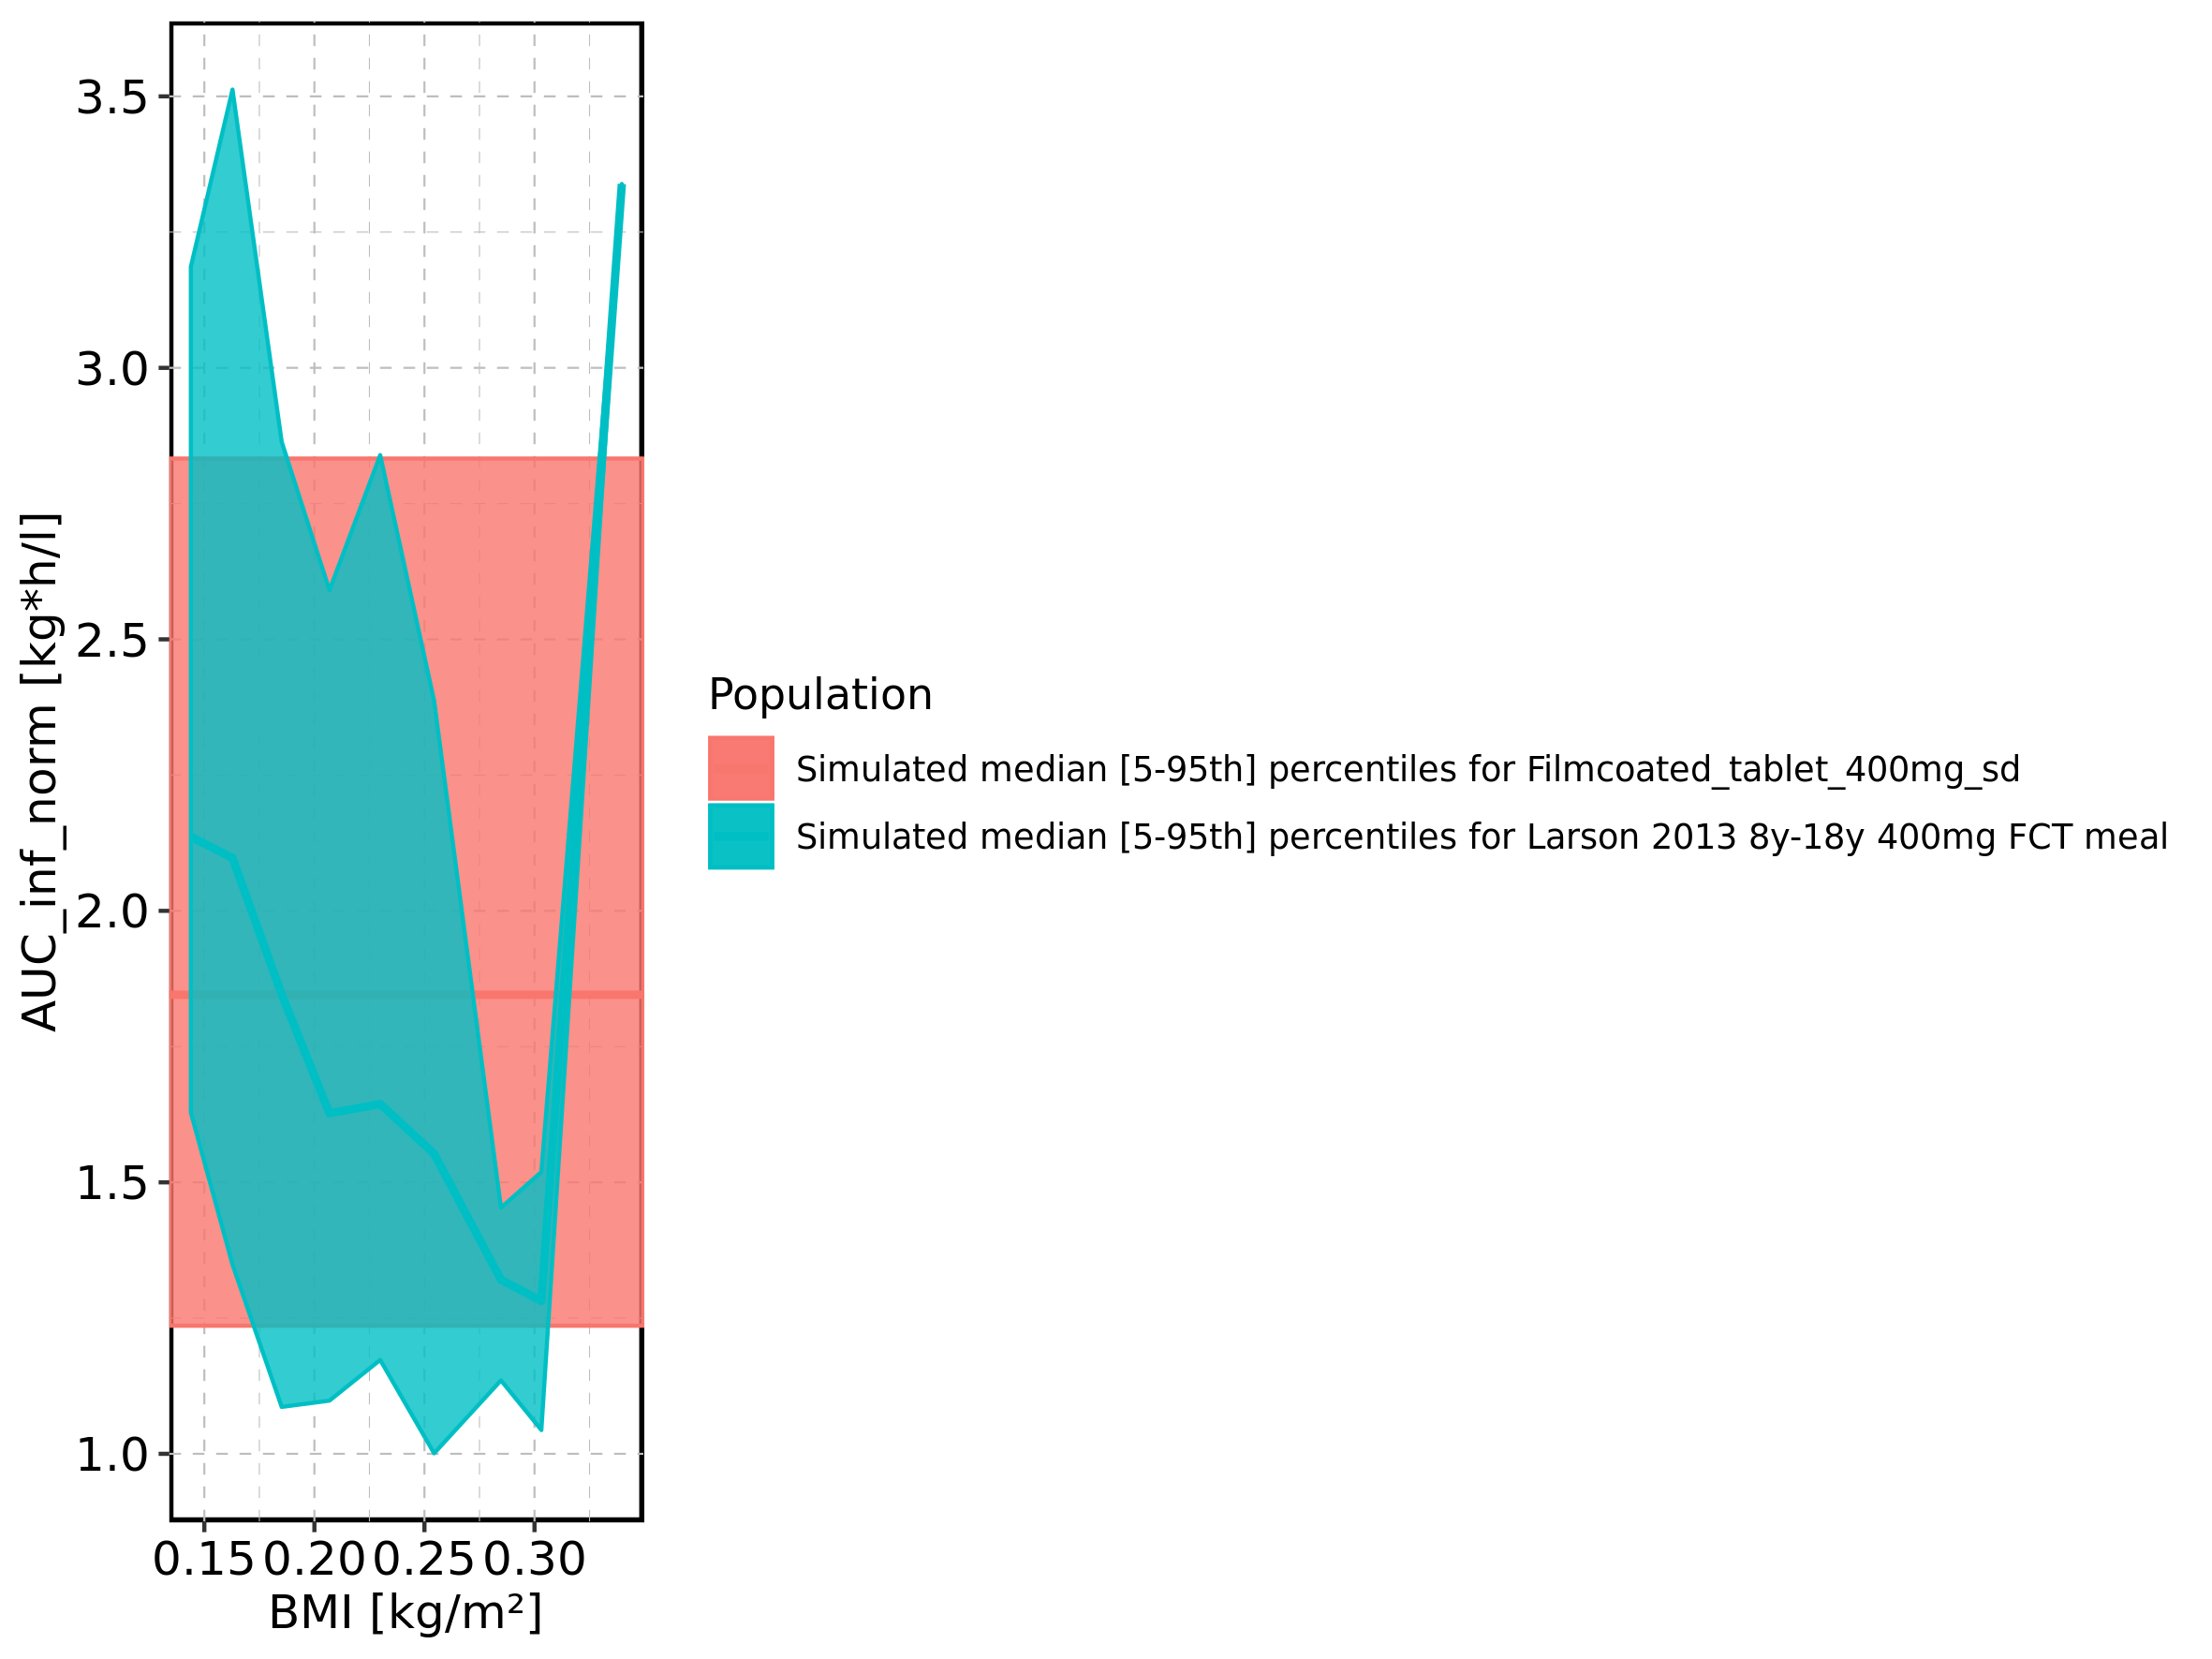 3.5
3.0
2.5
2.0
1.5
1.0
AUC_inf_norm [kg*h/l]
0.15 0.20 0.25 0.30
BMI [kg/m²]
Population
Simulated median [5-95th] percentiles for Filmcoated_tablet_400mg_sd
Simulated median [5-95th] percentiles for Larson 2013 8y-18y 400mg FCT meal